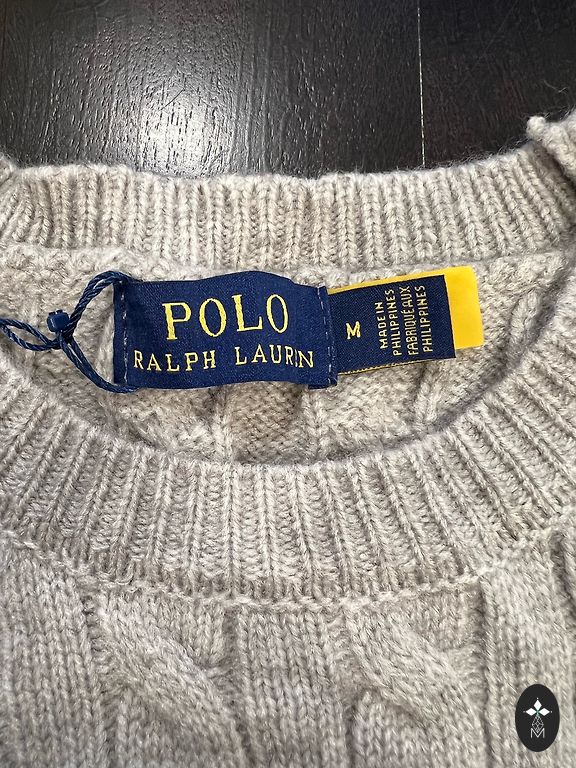 POLO
RALPH LAUREN
M
MADE IN
PHILIPPINES
FABRIQUÉ AUX
PHILIPPINES
M